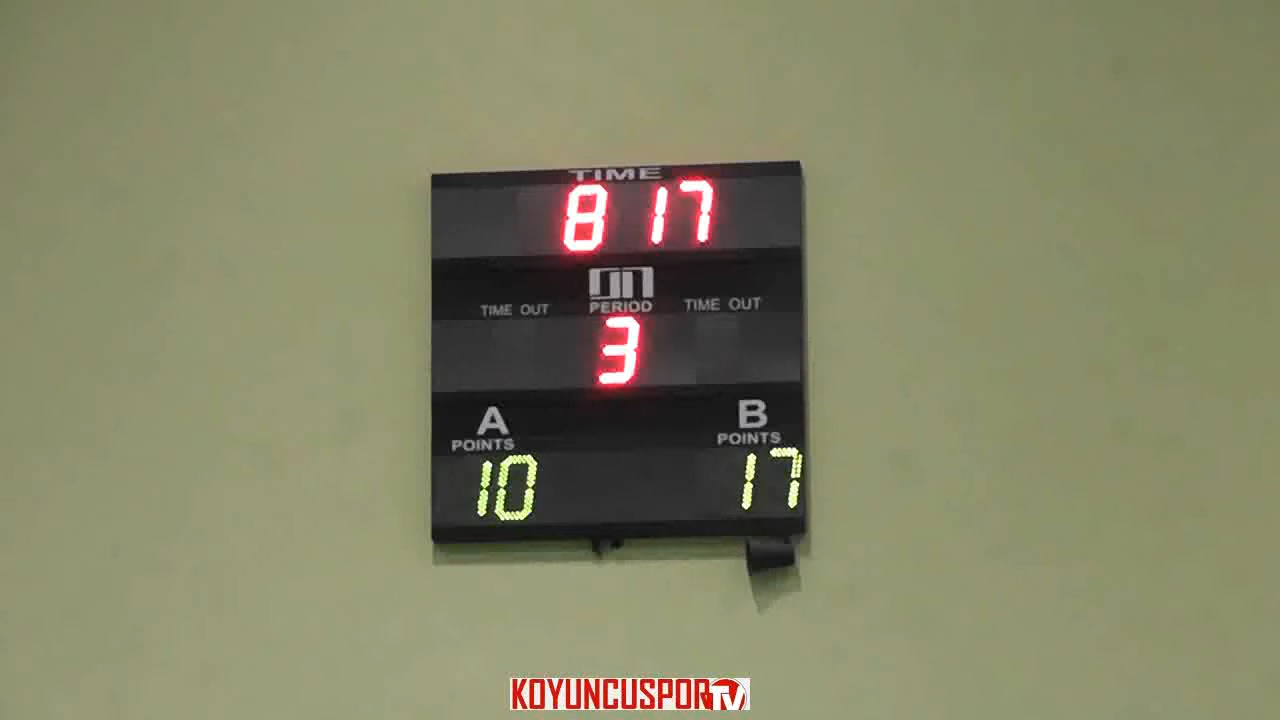 TIME
8 17
TIME OUT PERIOD TIME OUT
3
A B
POINTS POINTS
10 17
KOYUNCUSPOR TV